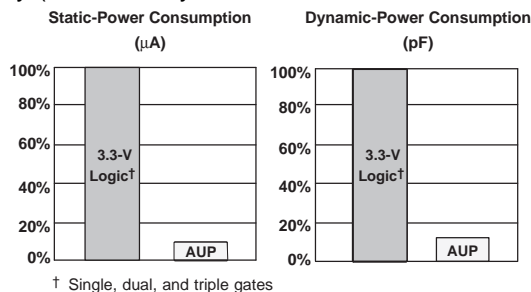 Static-Power Consumption
(µA)
100%
80%
60%
40%
20%
0%
3.3-V
Logic†
AUP
Dynamic-Power Consumption
(pF)
100%
80%
60%
40%
20%
0%
3.3-V
Logic†
AUP
† Single, dual, and triple gates